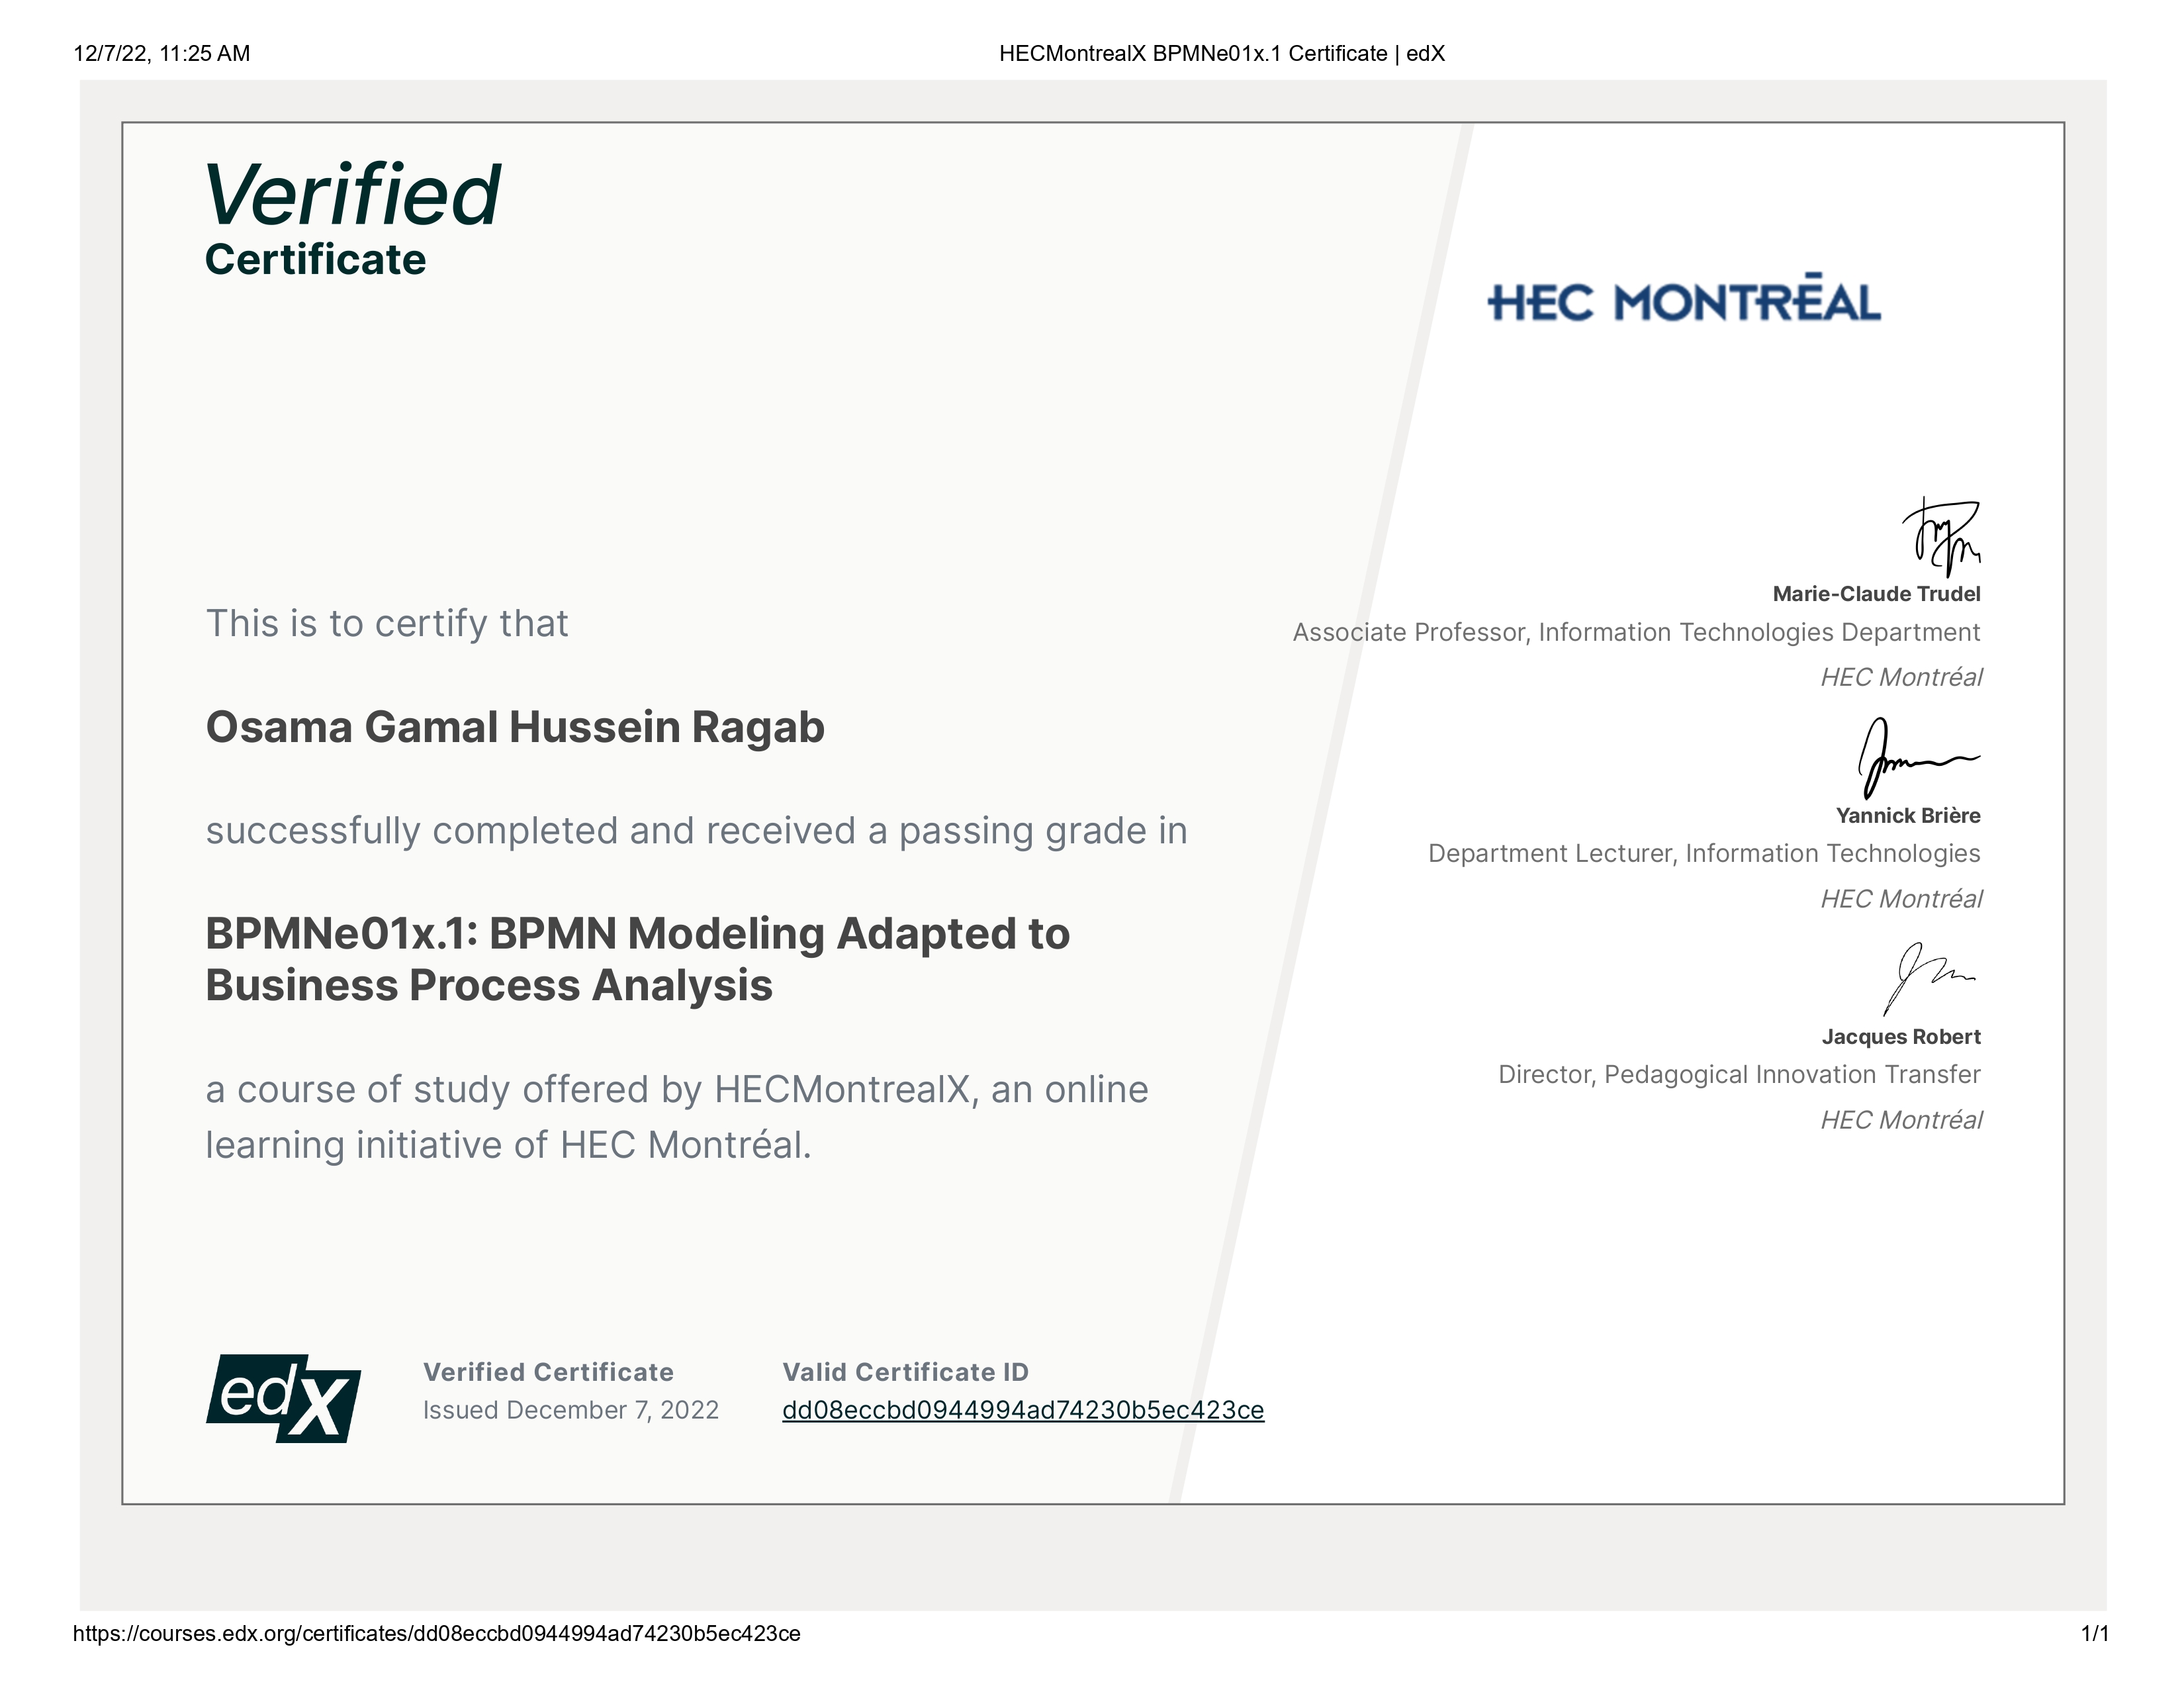 12/7/22, 11:25 AM
HECMontrealX BPMNe01x.1 Certificate | edX
Verified
Certificate
HEC MONTRÉAL
This is to certify that
Osama Gamal Hussein Ragab
successfully completed and received a passing grade in
BPMNe01x.1: BPMN Modeling Adapted to
Business Process Analysis
a course of study offered by HECMontrealX, an online
learning initiative of HEC Montréal.
Marie-Claude Trudel
Associate Professor, Information Technologies Department
HEC Montréal
Yannick Brière
Department Lecturer, Information Technologies
HEC Montréal
Jacques Robert
Director, Pedagogical Innovation Transfer
HEC Montréal
edX
Verified Certificate
Issued December 7, 2022
Valid Certificate ID
dd08eccbd0944994ad74230b5ec423ce
https://courses.edx.org/certificates/dd08eccbd0944994ad74230b5ec423ce
1/1